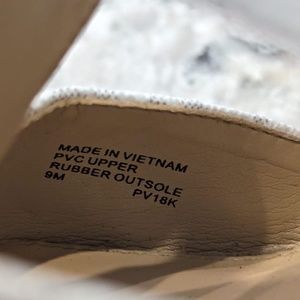 MADE IN VIETNAM
PVC UPPER
RUBBER OUTSOLE
9M PV18K